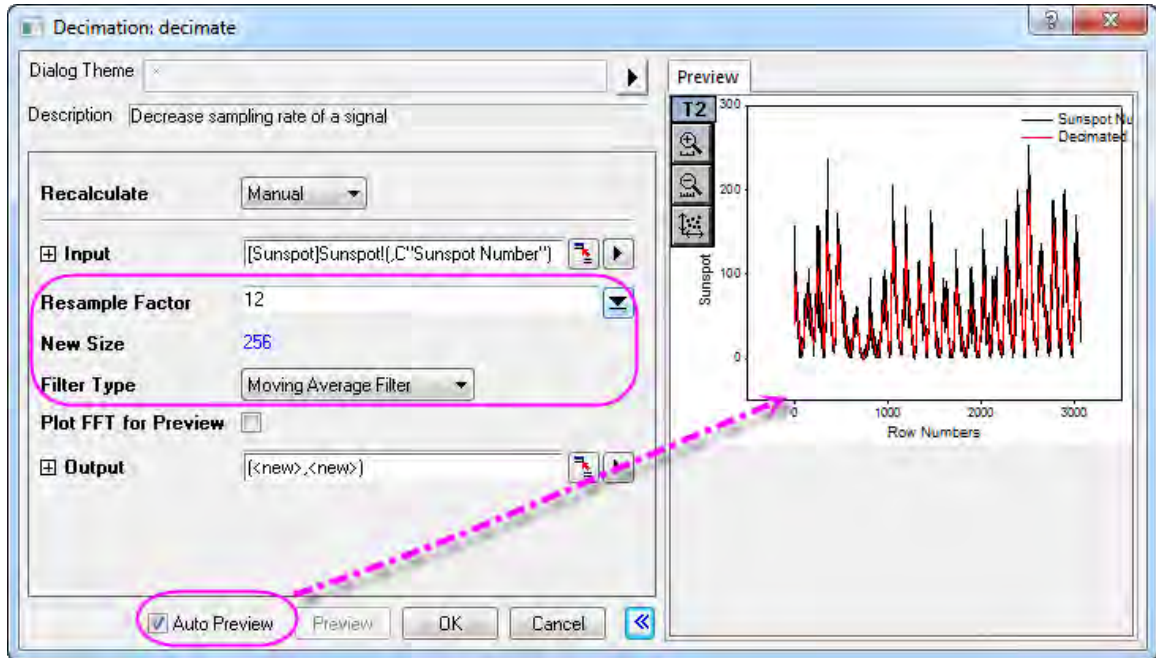 Decimation: decimate
Dialog Theme *
Description Decrease sampling rate of a signal
Recalculate Manual
Input [Sunspot]Sunspot!(,C"Sunspot Number")
Resample Factor 12
New Size 256
Filter Type Moving Average Filter
Plot FFT for Preview
Output (<new>,<new>)
Auto Preview Preview OK Cancel
Preview
T2
Sunspot Nu
Decimated
300
200
100
0
Sunspot
0 1000 2000 3000
Row Numbers